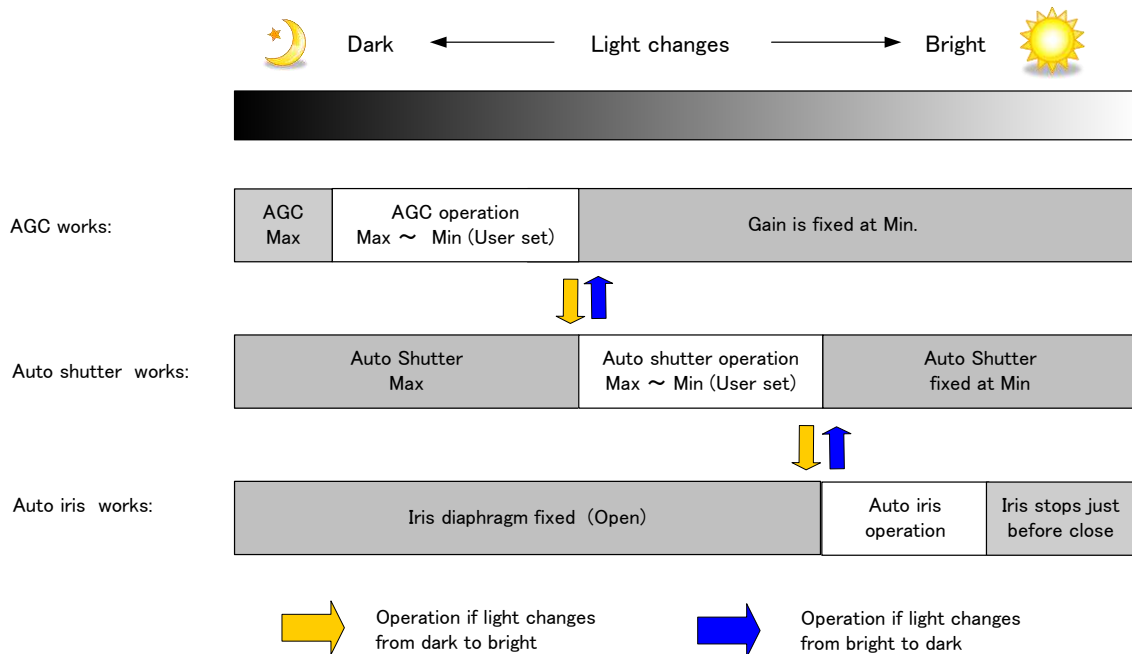 Dark
Light changes
Bright
AGC works:
AGC
Max
AGC operation
Max ～ Min (User set)
Gain is fixed at Min.
Auto shutter works:
Auto Shutter
Max
Auto shutter operation
Max ～ Min (User set)
Auto Shutter
fixed at Min
Auto iris works:
Iris diaphragm fixed (Open)
Auto iris
operation
Iris stops just
before close
Operation if light changes
from dark to bright
Operation if light changes
from bright to dark